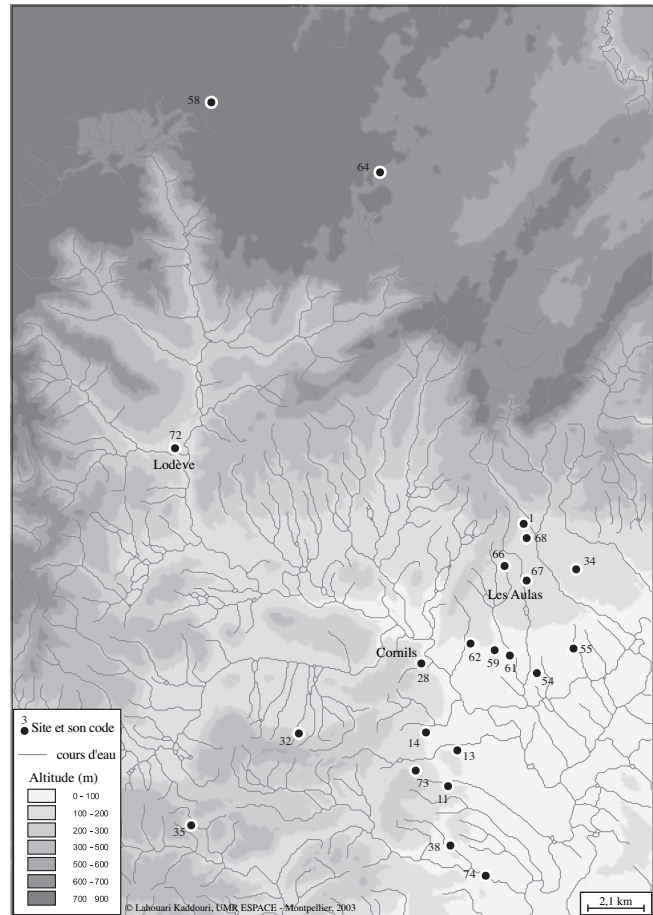 58
64
72
Lodève
1
68
66
34
67
Les Aulas
Cornils
62
59
61
55
28
54
32
14
13
73
11
35
38
74
3
Site et son code
cours d'eau
Altitude (m)
0 - 100
100 - 200
200 - 300
300 - 500
500 - 600
600 - 700
700 900
© Lahouari Kaddouri, UMR ESPACE - Montpellier, 2003
2,1 km